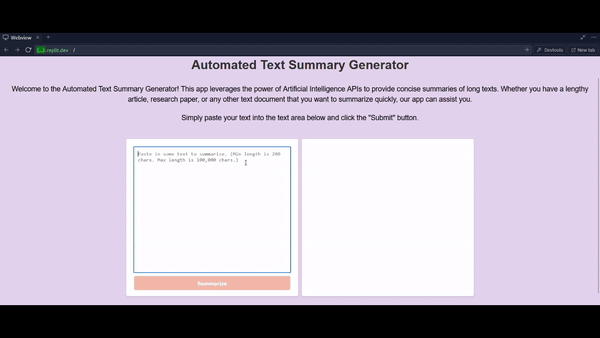 Webview
.replit.dev /
Devtools
New tab
Automated Text Summary Generator
Welcome to the Automated Text Summary Generator! This app leverages the power of Artificial Intelligence APIs to provide concise summaries of long texts. Whether you have a lengthy
article, research paper, or any other text document that you want to summarize quickly, our app can assist you.
Simply paste your text into the text area below and click the "Submit" button.
Paste in some text to summarize, (Min length is 200
chars. Max length is 100,000 chars.)
Summarize